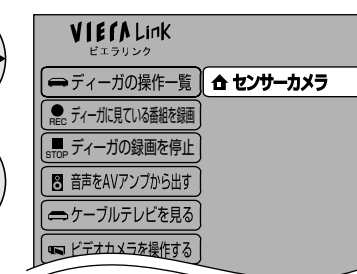 VIERA Link
ビエラリンク
ディーガの操作一覧
センサーカメラ
REC ディーガに見ている番組を録画
STOP ディーガの録画を停止
音声をAVアンプから出す
ケーブルテレビを見る
ビデオカメラを操作する